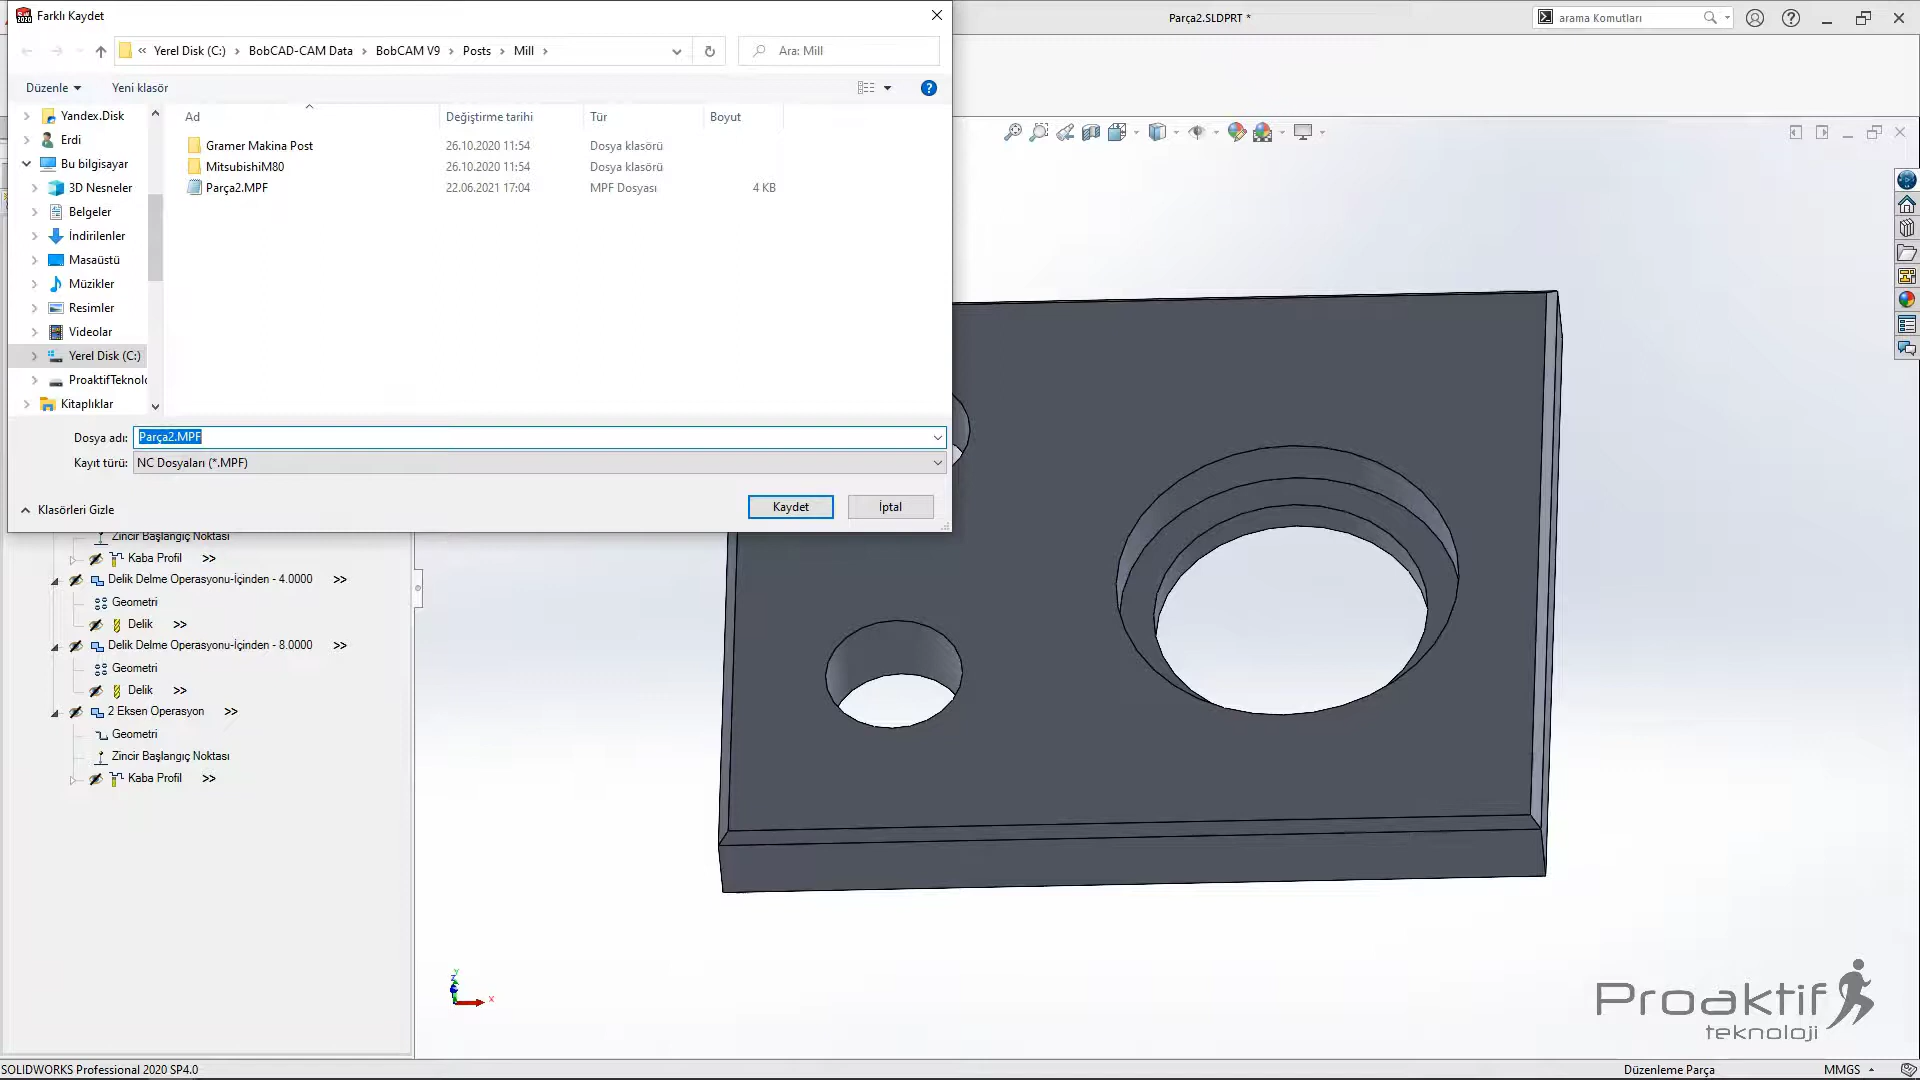 Farklı Kaydet
Parça2.SLDPRT *
arama Komutları
« Yerel Disk (C:) › BobCAD-CAM Data › BobCAM V9 › Posts › Mill ›
Ara: Mill
Düzenle
Yeni klasör
Yandex.Disk
Erdi
Bu bilgisayar
3D Nesneler
Belgeler
İndirilenler
Masaüstü
Müzikler
Resimler
Videolar
Yerel Disk (C:)
ProaktifTeknolo
Kitaplıklar
Ad Değiştirme tarihi Tür Boyut
Gramer Makina Post 26.10.2020 11:54 Dosya klasörü
MitsubishiM80 26.10.2020 11:54 Dosya klasörü
Parça2.MPF 22.06.2021 17:04 MPF Dosyası 4 KB
Dosya adı: Parça2.MPF
Kayıt türü: NC Dosyaları (*.MPF)
Klasörleri Gizle
Kaydet
İptal
Zincir Başlangıç Noktası
Kaba Profil >>
Delik Delme Operasyonu-İçinden - 4.0000 >>
Geometri
Delik >>
Delik Delme Operasyonu-İçinden - 8.0000 >>
Geometri
Delik >>
2 Eksen Operasyon >>
Geometri
Zincir Başlangıç Noktası
Kaba Profil >>
Y
Z
X
Proaktif
teknoloji
SOLIDWORKS Professional 2020 SP4.0
Düzenleme Parça
MMGS